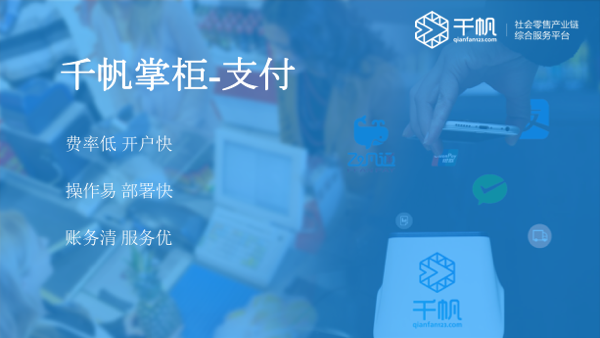 千帆
qianfan123.com
社会零售产业链
综合服务平台
千帆掌柜-支付
费率低 开户快
操作易 部署快
账务清 服务优
千帆
qianfan123.com